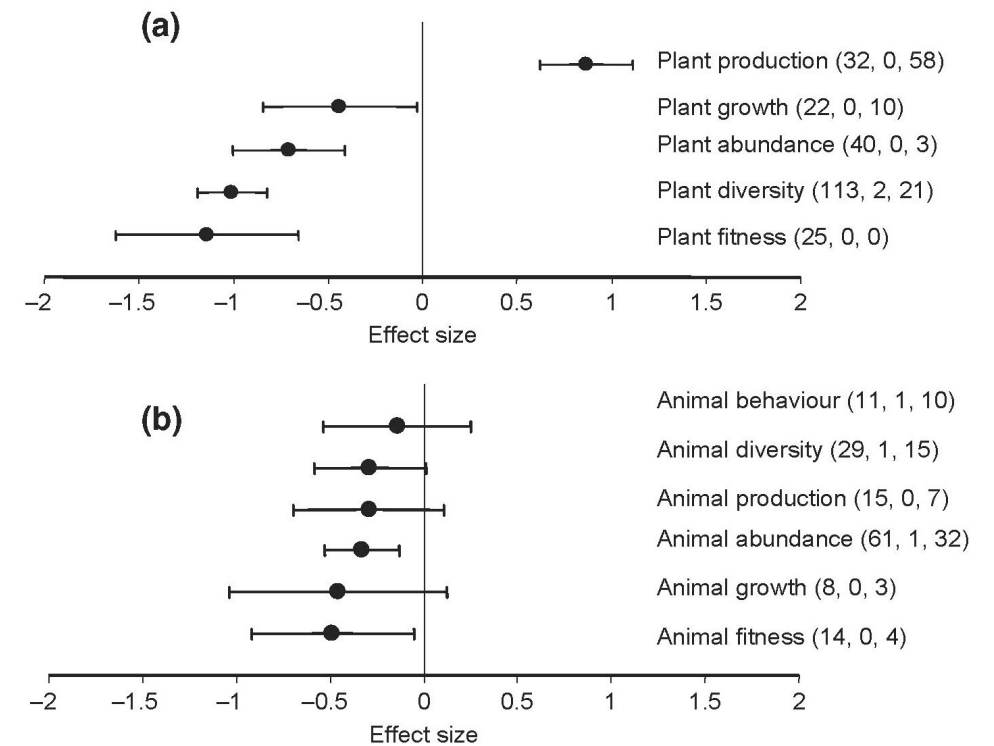 (a)
Plant production (32, 0, 58)
Plant growth (22, 0, 10)
Plant abundance (40, 0, 3)
Plant diversity (113, 2, 21)
Plant fitness (25, 0, 0)
–2 –1.5 –1 –0.5 0 0.5 1 1.5 2
Effect size
(b)
Animal behaviour (11, 1, 10)
Animal diversity (29, 1, 15)
Animal production (15, 0, 7)
Animal abundance (61, 1, 32)
Animal growth (8, 0, 3)
Animal fitness (14, 0, 4)
–2 –1.5 –1 –0.5 0 0.5 1 1.5 2
Effect size